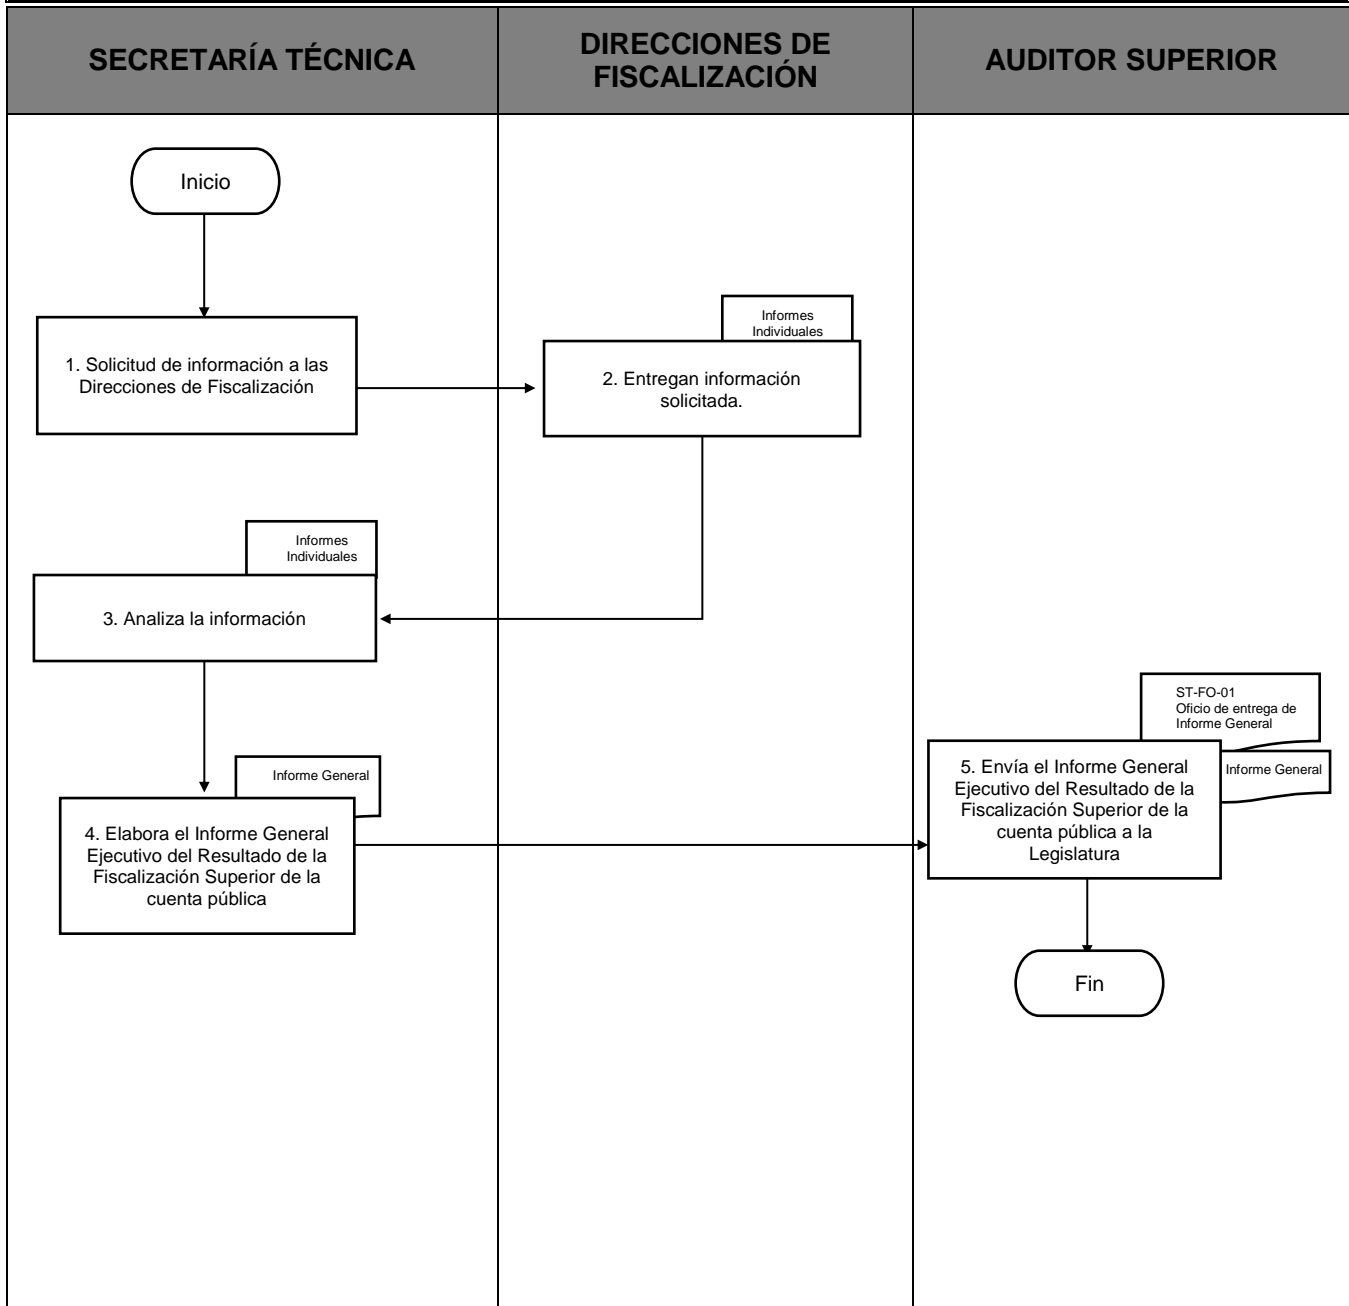 SECRETARÍA TÉCNICA
DIRECCIONES DE
FISCALIZACIÓN
AUDITOR SUPERIOR
Inicio
1. Solicitud de información a las
Direcciones de Fiscalización
Informes
Individuales
2. Entregan información
solicitada.
Informes
Individuales
3. Analiza la información
Informe General
4. Elabora el Informe General
Ejecutivo del Resultado de la
Fiscalización Superior de la
cuenta pública
ST-FO-01
Oficio de entrega de
Informe General
Informe General
5. Envía el Informe General
Ejecutivo del Resultado de la
Fiscalización Superior de la
cuenta pública a la
Legislatura
Fin